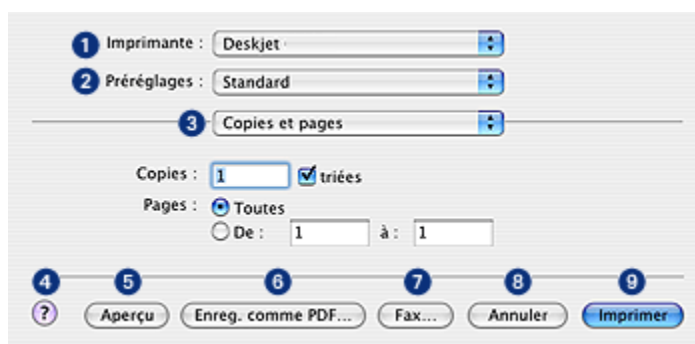 1 Imprimante : Deskjet
2 Préréglages : Standard
3 Copies et pages
Copies : 1 triées
Pages : Toutes
De : 1 à : 1
4 5 6 7 8 9
? Aperçu Enreg. comme PDF... Fax... Annuler Imprimer